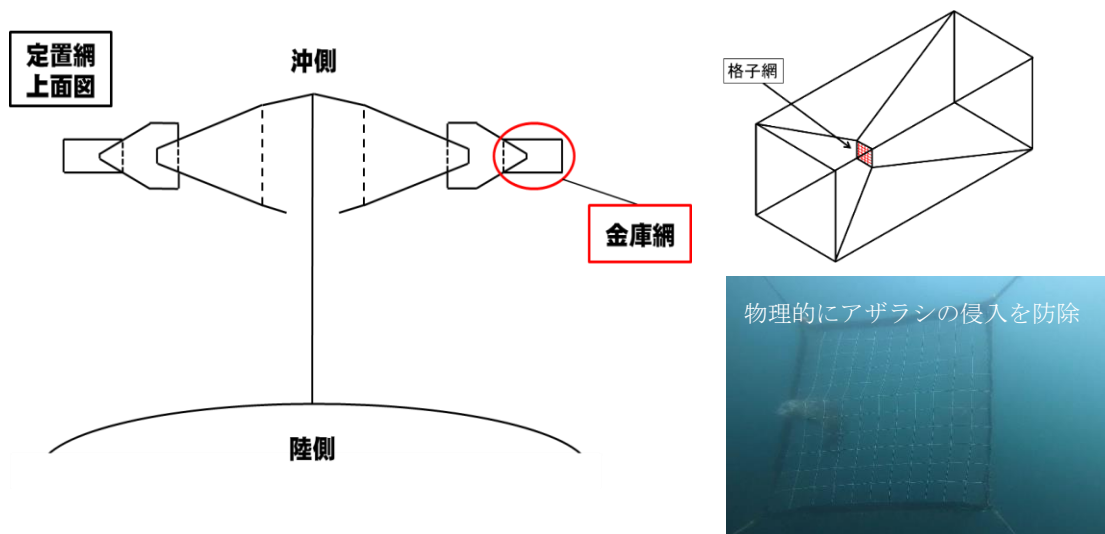 定置網
上面図
沖側
金庫網
陸側
格子網
物理的にアザラシの侵入を防除